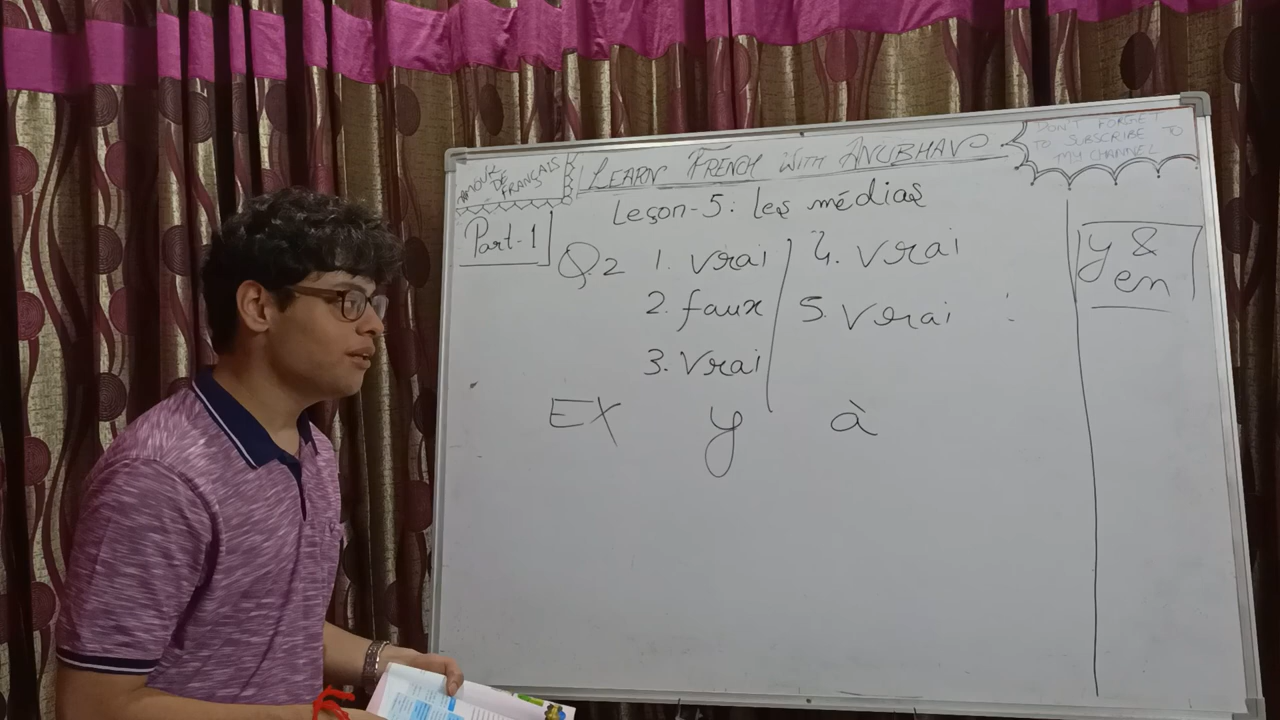 AMOUR DE FRANÇAIS
LEARN FRENCH WITH ANUBHAV
DON'T FORGET
TO SUBSCRIBE TO
MY CHANNEL
Leçon-5: Les médias
Part-1
Q.2 1. Vrai 4. Vrai
2. faux 5. Vrai
3. Vrai
EX y à
y &
en